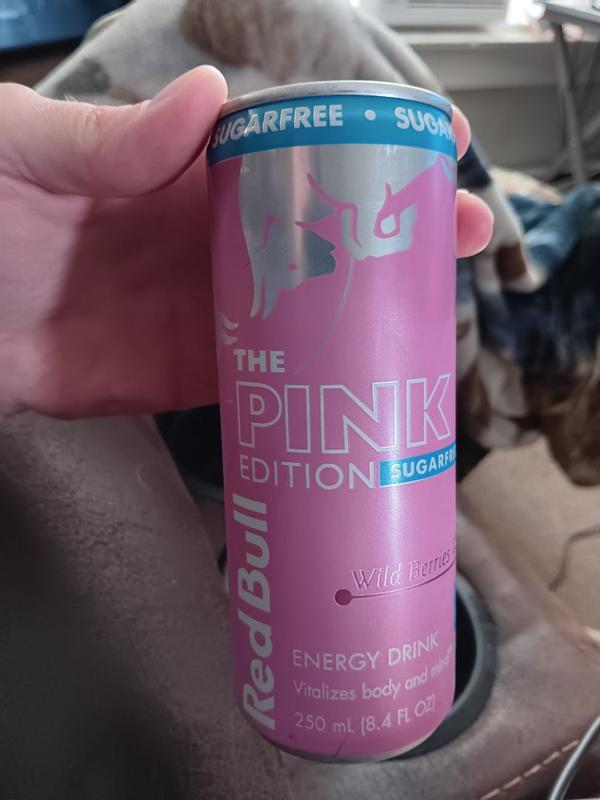 SUGARFREE • SUGA
THE
PINK
EDITION SUGARFRE
Red Bull
Wild Berries
ENERGY DRINK
Vitalizes body and mind®
250 mL (8.4 FL OZ)